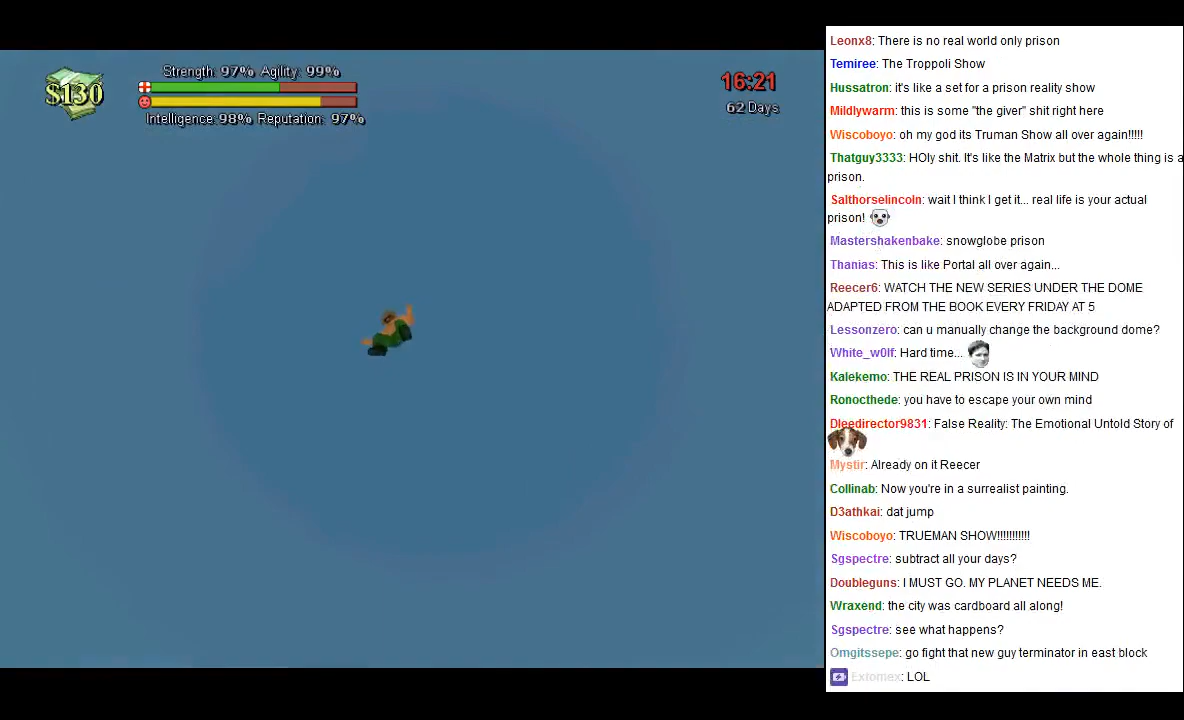 $130
Strength: 97% Agility: 99%
Intelligence: 98% Reputation: 97%
16:21
62 Days
Leonx8: There is no real world only prison
Temiree: The Troppoli Show
Hussatron: it's like a set for a prison reality show
Mildlywarm: this is some "the giver" shit right here
Wiscoboyo: oh my god its Truman Show all over again!!!!!
Thatguy3333: HOly shit. It's like the Matrix but the whole thing is a
prison.
Salthorselincoln: wait I think I get it... real life is your actual
prison!
Mastershakenbake: snowglobe prison
Thanias: This is like Portal all over again...
Reecer6: WATCH THE NEW SERIES UNDER THE DOME
ADAPTED FROM THE BOOK EVERY FRIDAY AT 5
Lessonzero: can u manually change the background dome?
White_w0lf: Hard time...
Kalekemo: THE REAL PRISON IS IN YOUR MIND
Ronocthede: you have to escape your own mind
Dleedirector9831: False Reality: The Emotional Untold Story of
Mystir: Already on it Reecer
Collinab: Now you're in a surrealist painting.
D3athkai: dat jump
Wiscoboyo: TRUEMAN SHOW!!!!!!!!!!!
Sgspectre: subtract all your days?
Doubleguns: I MUST GO. MY PLANET NEEDS ME.
Wraxend: the city was cardboard all along!
Sgspectre: see what happens?
Omgitssepe: go fight that new guy terminator in east block
Extomex: LOL